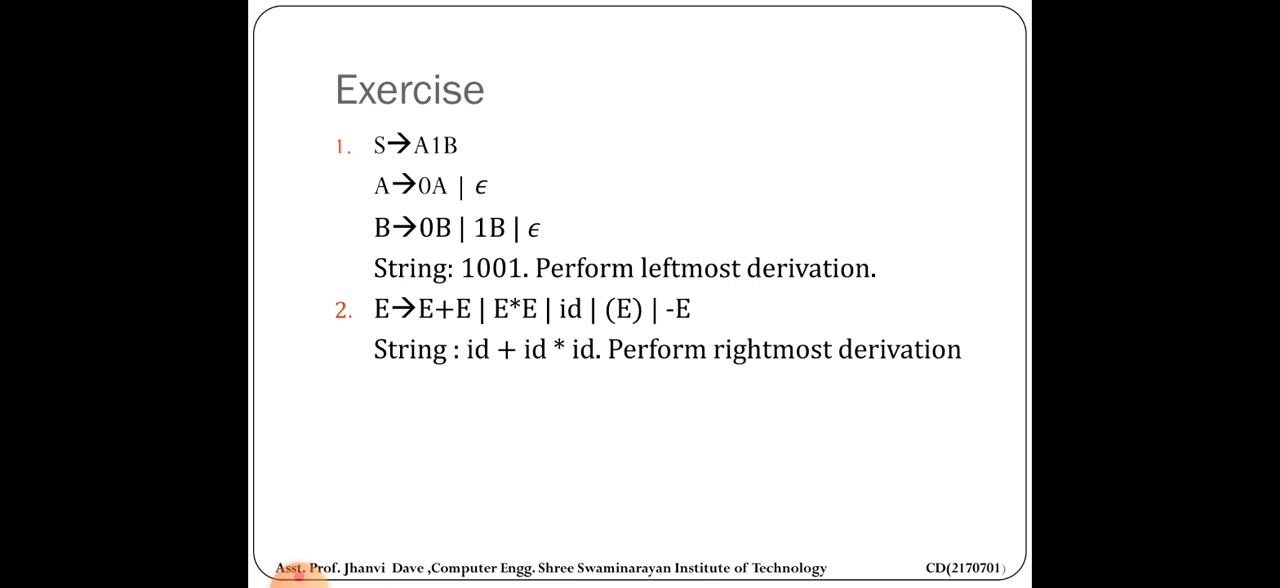 Exercise
1. S→A1B
A→0A | ϵ
B→0B | 1B | ϵ
String: 1001. Perform leftmost derivation.
2. E→E+E | E*E | id | (E) | -E
String : id + id * id. Perform rightmost derivation
Asst. Prof. Jhanvi Dave ,Computer Engg. Shree Swaminarayan Institute of Technology CD(2170701)